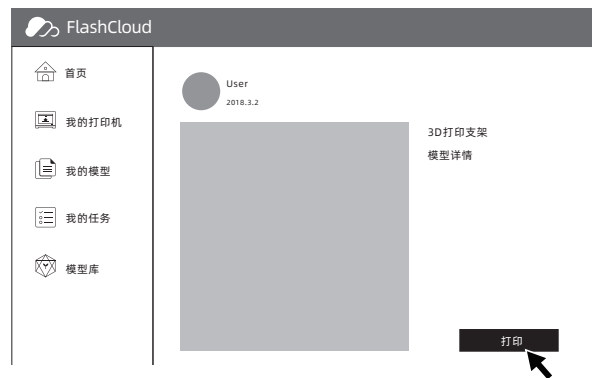 FlashCloud
首页
我的打印机
我的模型
我的任务
模型库
User
2018.3.2
3D打印支架
模型详情
打印